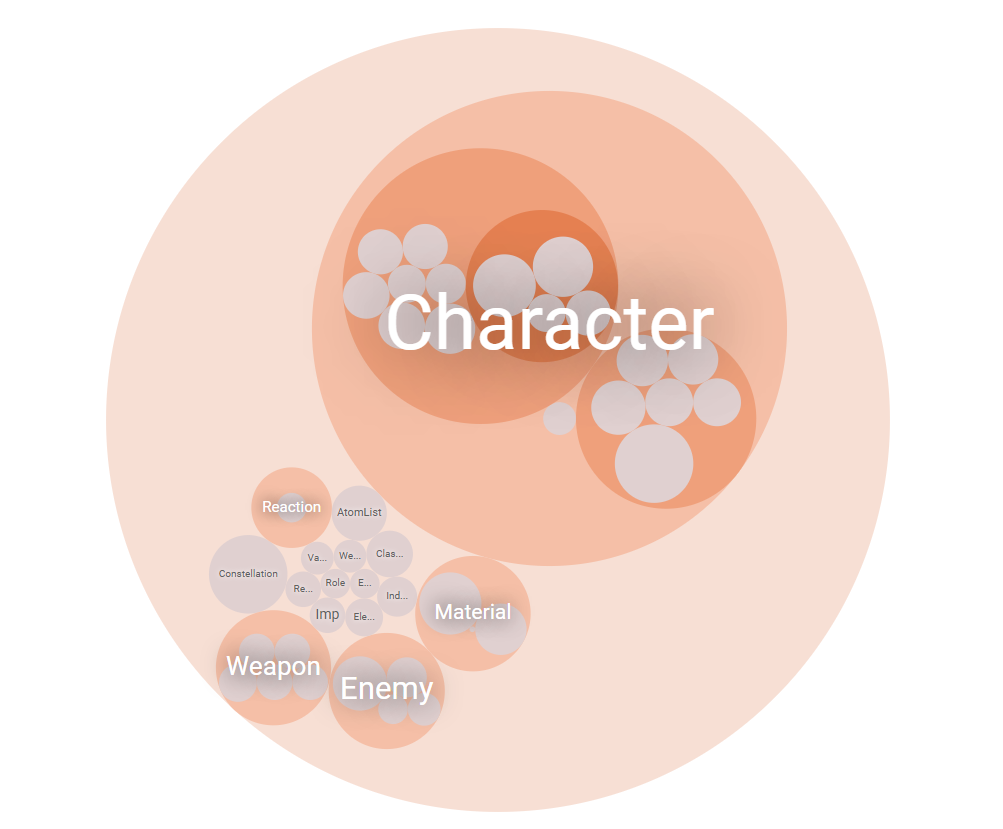 Character
Reaction
AtomList
Va...
We...
Clas...
Constellation
Re...
Role
E...
Ind...
Imp
Ele...
Material
Weapon
Enemy